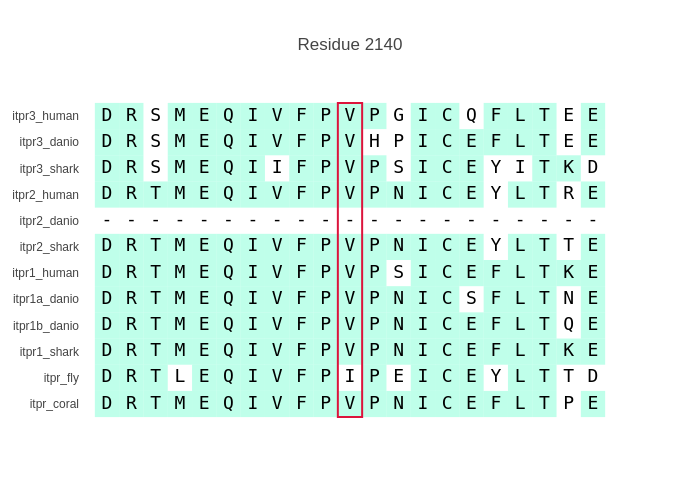 Residue 2140
itpr3_human D R S M E Q I V F P V P G I C Q F L T E E
itpr3_danio D R S M E Q I V F P V H P I C E F L T E E
itpr3_shark D R S M E Q I I F P V P S I C E Y I T K D
itpr2_human D R T M E Q I V F P V P N I C E Y L T R E
itpr2_danio - - - - - - - - - - - - - - - - - - - - -
itpr2_shark D R T M E Q I V F P V P N I C E Y L T T E
itpr1_human D R T M E Q I V F P V P S I C E F L T K E
itpr1a_danio D R T M E Q I V F P V P N I C S F L T N E
itpr1b_danio D R T M E Q I V F P V P N I C E F L T Q E
itpr1_shark D R T M E Q I V F P V P N I C E F L T K E
itpr_fly D R T L E Q I V F P I P E I C E Y L T T D
itpr_coral D R T M E Q I V F P V P N I C E F L T P E